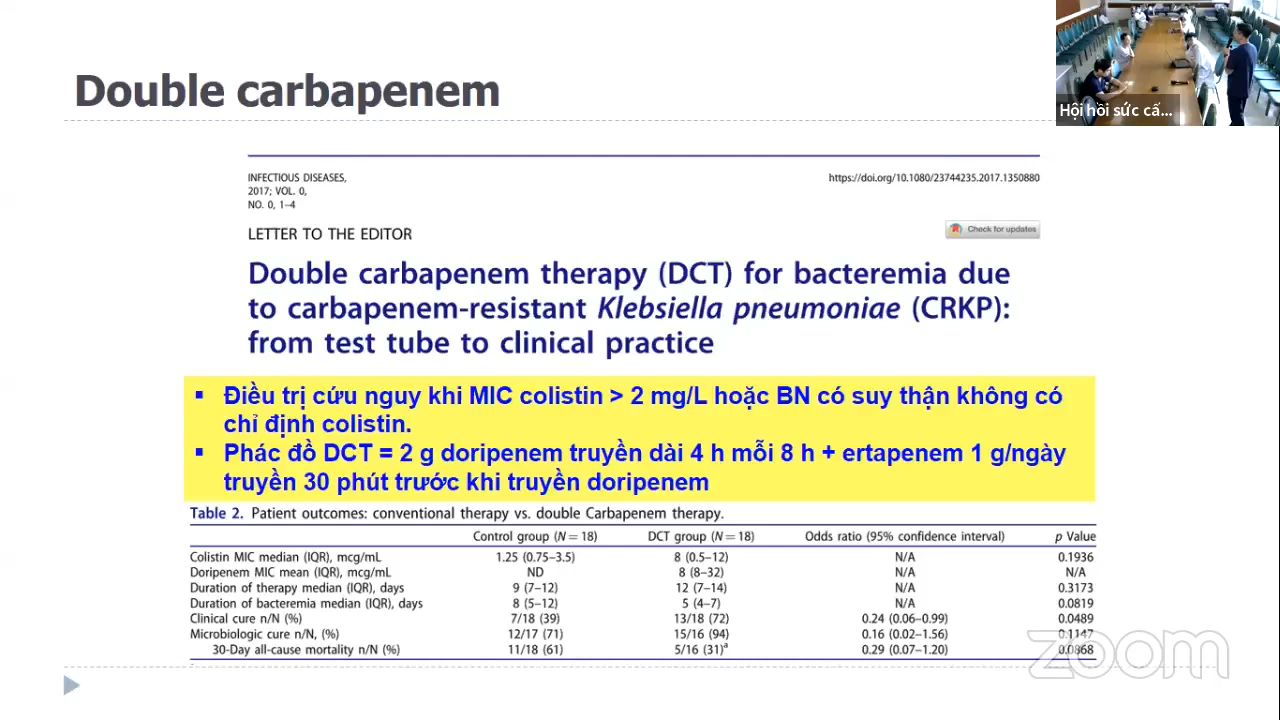 Double carbapenem
Hội hồi sức cấ...
INFECTIOUS DISEASES,
2017; VOL. 0,
NO. 0, 1–4
https://doi.org/10.1080/23744235.2017.1350880
LETTER TO THE EDITOR
Check for updates
Double carbapenem therapy (DCT) for bacteremia due
to carbapenem-resistant Klebsiella pneumoniae (CRKP):
from test tube to clinical practice
▪ Điều trị cứu nguy khi MIC colistin > 2 mg/L hoặc BN có suy thận không có
chỉ định colistin.
▪ Phác đồ DCT = 2 g doripenem truyền dài 4 h mỗi 8 h + ertapenem 1 g/ngày
truyền 30 phút trước khi truyền doripenem
Table 2. Patient outcomes: conventional therapy vs. double Carbapenem therapy.
Control group (N = 18) DCT group (N = 18) Odds ratio (95% confidence interval) p Value
Colistin MIC median (IQR), mcg/mL 1.25 (0.75–3.5) 8 (0.5–12) N/A 0.1936
Doripenem MIC mean (IQR), mcg/mL ND 8 (8–32) N/A N/A
Duration of therapy median (IQR), days 9 (7–12) 12 (7–14) N/A 0.3173
Duration of bacteremia median (IQR), days 8 (5–12) 5 (4–7) N/A 0.0819
Clinical cure n/N (%) 7/18 (39) 13/18 (72) 0.24 (0.06–0.99) 0.0489
Microbiologic cure n/N, (%) 12/17 (71) 15/16 (94) 0.16 (0.02–1.56) 0.1147
30-Day all-cause mortality n/N (%) 11/18 (61) 5/16 (31)ª 0.29 (0.07–1.20) 0.0868
zoom